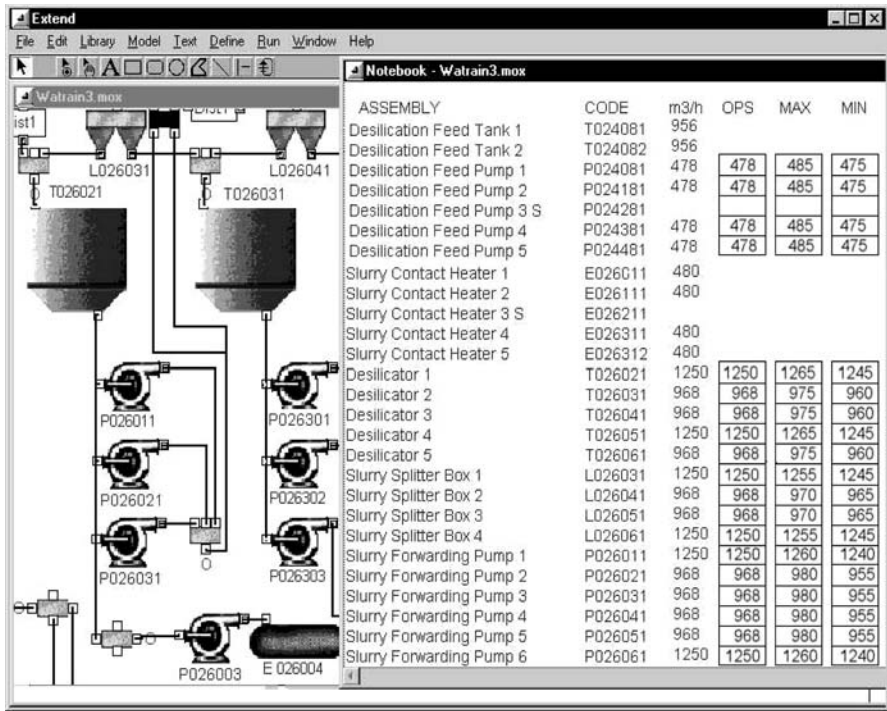 Extend
File Edit Library Model Text Define Run Window Help
Watrain3.mox
ist1
L026031
L026041
T026021
T026031
P026011
P026301
P026021
P026302
P026031
P026303
P026003
E 026004
Notebook - Watrain3.mox
ASSEMBLY CODE m3/h OPS MAX MIN
Desilication Feed Tank 1 T024081 956
Desilication Feed Tank 2 T024082 956
Desilication Feed Pump 1 P024081 478 478 485 475
Desilication Feed Pump 2 P024181 478 478 485 475
Desilication Feed Pump 3 S P024281
Desilication Feed Pump 4 P024381 478 478 485 475
Desilication Feed Pump 5 P024481 478 478 485 475
Slurry Contact Heater 1 E026011 480
Slurry Contact Heater 2 E026111 480
Slurry Contact Heater 3 S E026211
Slurry Contact Heater 4 E026311 480
Slurry Contact Heater 5 E026312 480
Desilicator 1 T026021 1250 1250 1265 1245
Desilicator 2 T026031 968 968 975 960
Desilicator 3 T026041 968 968 975 960
Desilicator 4 T026051 1250 1250 1265 1245
Desilicator 5 T026061 968 968 975 960
Slurry Splitter Box 1 L026031 1250 1250 1255 1245
Slurry Splitter Box 2 L026041 968 968 970 965
Slurry Splitter Box 3 L026051 968 968 970 965
Slurry Splitter Box 4 L026061 1250 1250 1255 1245
Slurry Forwarding Pump 1 P026011 1250 1250 1260 1240
Slurry Forwarding Pump 2 P026021 968 968 980 955
Slurry Forwarding Pump 3 P026031 968 968 980 955
Slurry Forwarding Pump 4 P026041 968 968 980 955
Slurry Forwarding Pump 5 P026051 968 968 980 955
Slurry Forwarding Pump 6 P026061 1250 1250 1260 1240